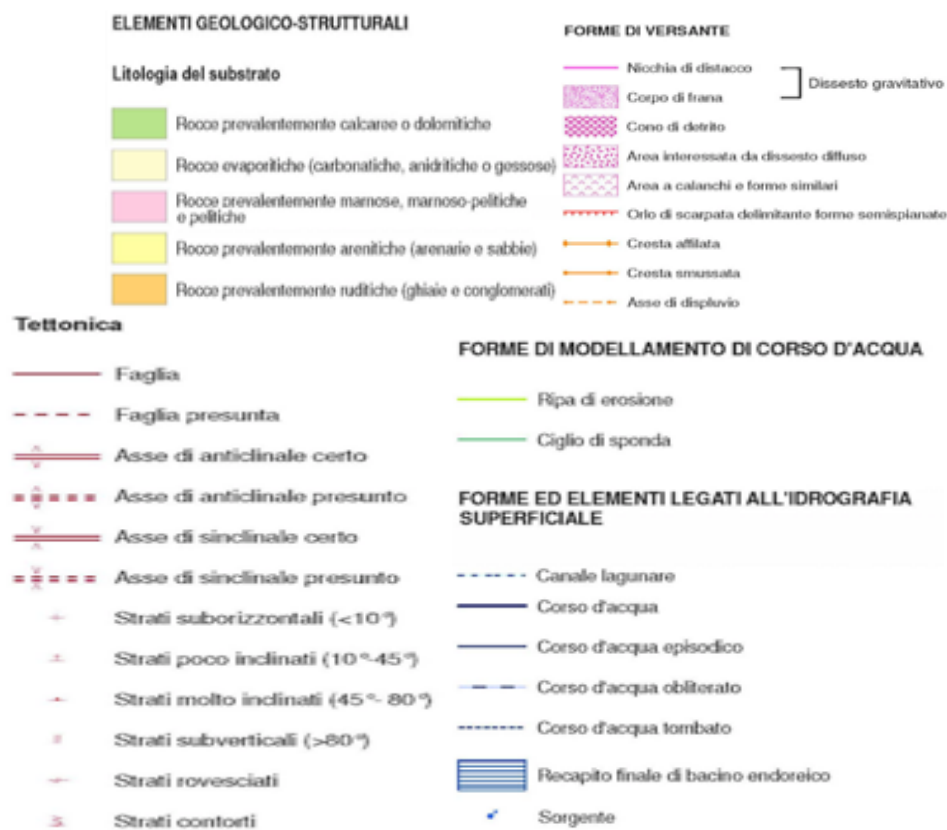 ELEMENTI GEOLOGICO-STRUTTURALI
Litologia del substrato
Rocce prevalentemente calcaree o dolomitiche
Rocce evaporitiche (carbonatiche, anidritiche o gessose)
Rocce prevalentemente marnose, marnoso-pelitiche
e pelitiche
Rocce prevalentemente arenitiche (arenarie e sabbie)
Rocce prevalentemente ruditiche (ghiaie e conglomerati)
Tettonica
Faglia
Faglia presunta
Asse di anticlinale certo
Asse di anticlinale presunto
Asse di sinclinale certo
Asse di sinclinale presunto
Strati suborizzontali (<10°)
Strati poco inclinati (10°-45°)
Strati molto inclinati (45°- 80°)
Strati subverticali (>80°)
Strati rovesciati
Strati contorti
FORME DI VERSANTE
Nicchia di distacco
Corpo di frana
Dissesto gravitativo
Cono di detrito
Area interessata da dissesto diffuso
Area a calanchi e forme similari
Orlo di scarpata delimitante forme semispianate
Cresta affilata
Cresta smussata
Asse di displuvio
FORME DI MODELLAMENTO DI CORSO D'ACQUA
Ripa di erosione
Ciglio di sponda
FORME ED ELEMENTI LEGATI ALL'IDROGRAFIA
SUPERFICIALE
Canale lagunare
Corso d'acqua
Corso d'acqua episodico
Corso d'acqua obliterato
Corso d'acqua tombato
Recapito finale di bacino endoreico
Sorgente